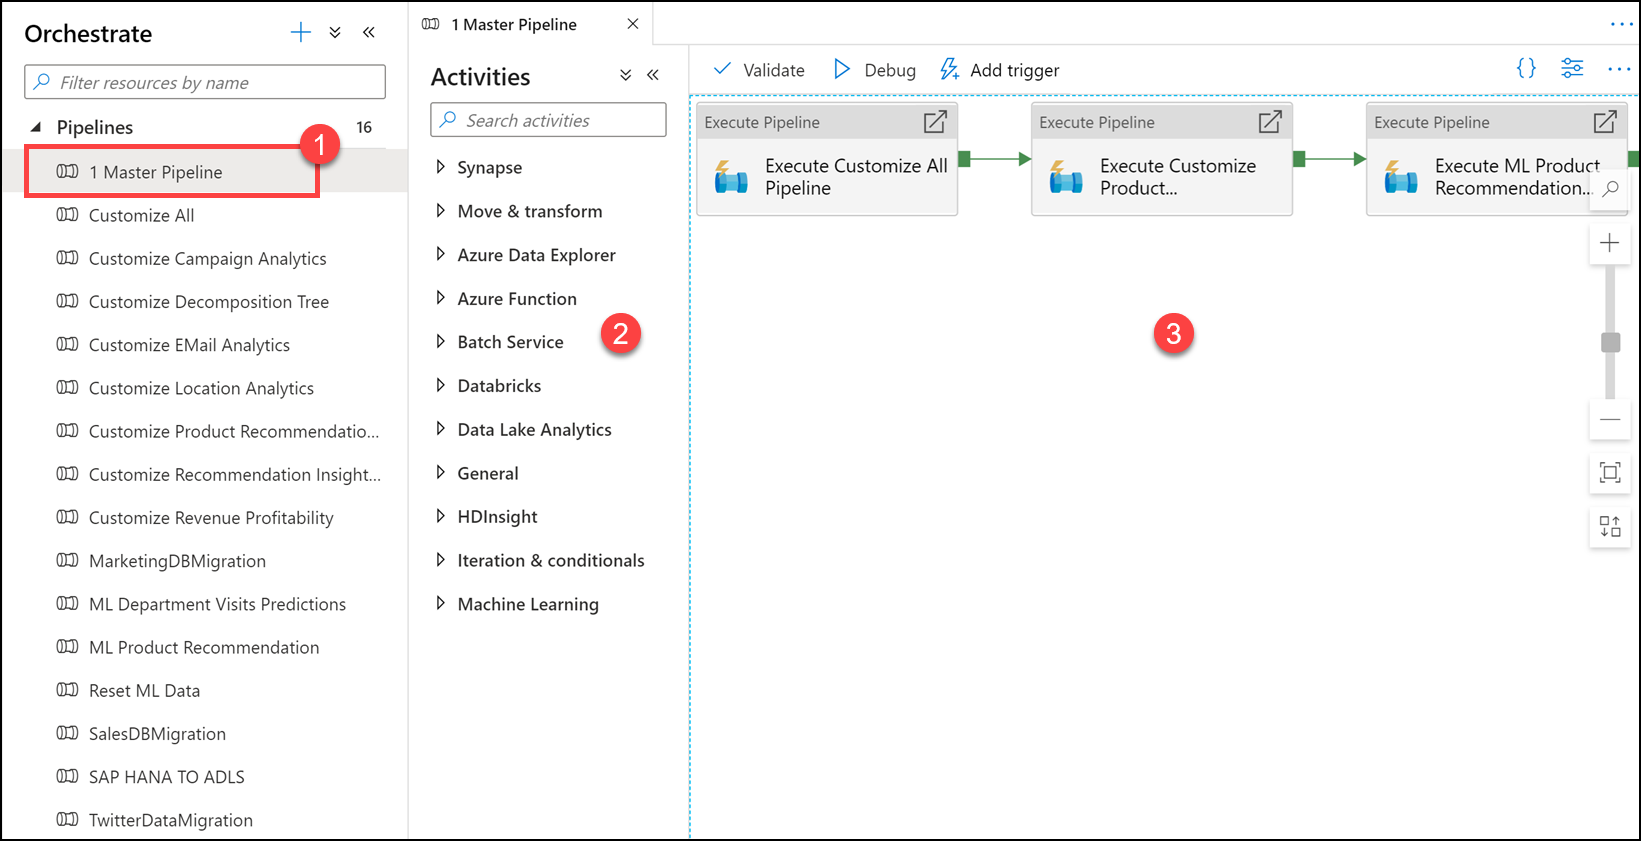 Orchestrate
Filter resources by name
Pipelines
16
1
1 Master Pipeline
Customize All
Customize Campaign Analytics
Customize Decomposition Tree
Customize EMail Analytics
Customize Location Analytics
Customize Product Recommendatio...
Customize Recommendation Insight...
Customize Revenue Profitability
MarketingDBMigration
ML Department Visits Predictions
ML Product Recommendation
Reset ML Data
SalesDBMigration
SAP HANA TO ADLS
TwitterDataMigration
1 Master Pipeline
Activities
Search activities
Synapse
Move & transform
Azure Data Explorer
Azure Function
Batch Service
2
Databricks
Data Lake Analytics
General
HDInsight
Iteration & conditionals
Machine Learning
Validate
Debug
Add trigger
Execute Pipeline
Execute Customize All
Pipeline
Execute Pipeline
Execute Customize
Product...
Execute Pipeline
Execute ML Product
Recommendation...
3